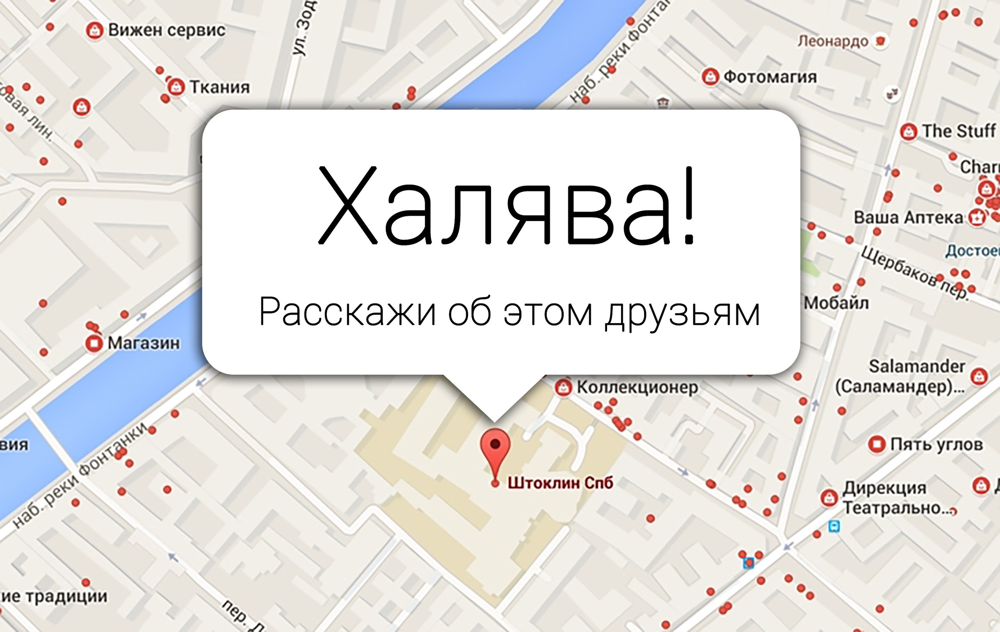 ул. Зод
Вижен сервис
наб. реки Фонта
Леонардо
Ткания
Фотомагия
овая лин.
The Stuff
Char
Халява!
Ваша Аптека
Достое
Щербаков пер.
Расскажи об этом друзьям
Мобайл
Магазин
Salamander
(Саламандер)...
Коллекционер
вия
Пять углов
наб. реки Фонтанки
Штоклин Спб
Дирекция
Театрально...
ие традиции
пер. Д